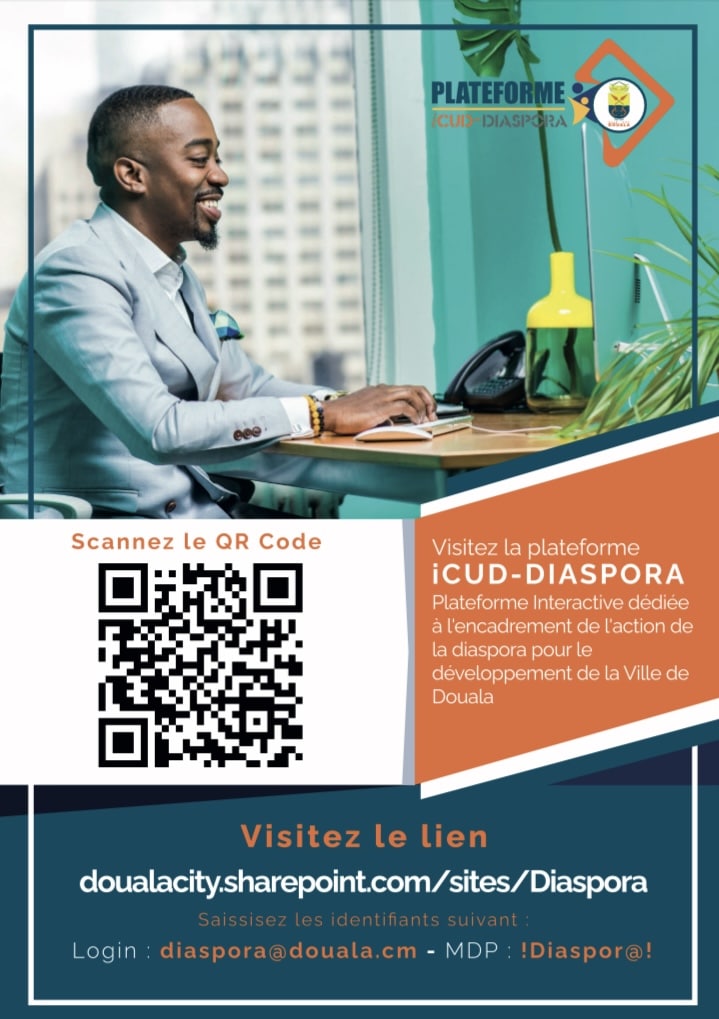 PLATEFORME
iCUD-DIASPORA
DOUALA
Scannez le QR Code
Visitez la plateforme
iCUD-DIASPORA
Plateforme Interactive dédiée
à l'encadrement de l'action de
la diaspora pour le
développement de la Ville de
Douala
Visitez le lien
doualacity.sharepoint.com/sites/Diaspora
Saisissez les identifiants suivant :
Login : diaspora@douala.cm - MDP : !Diaspor@!